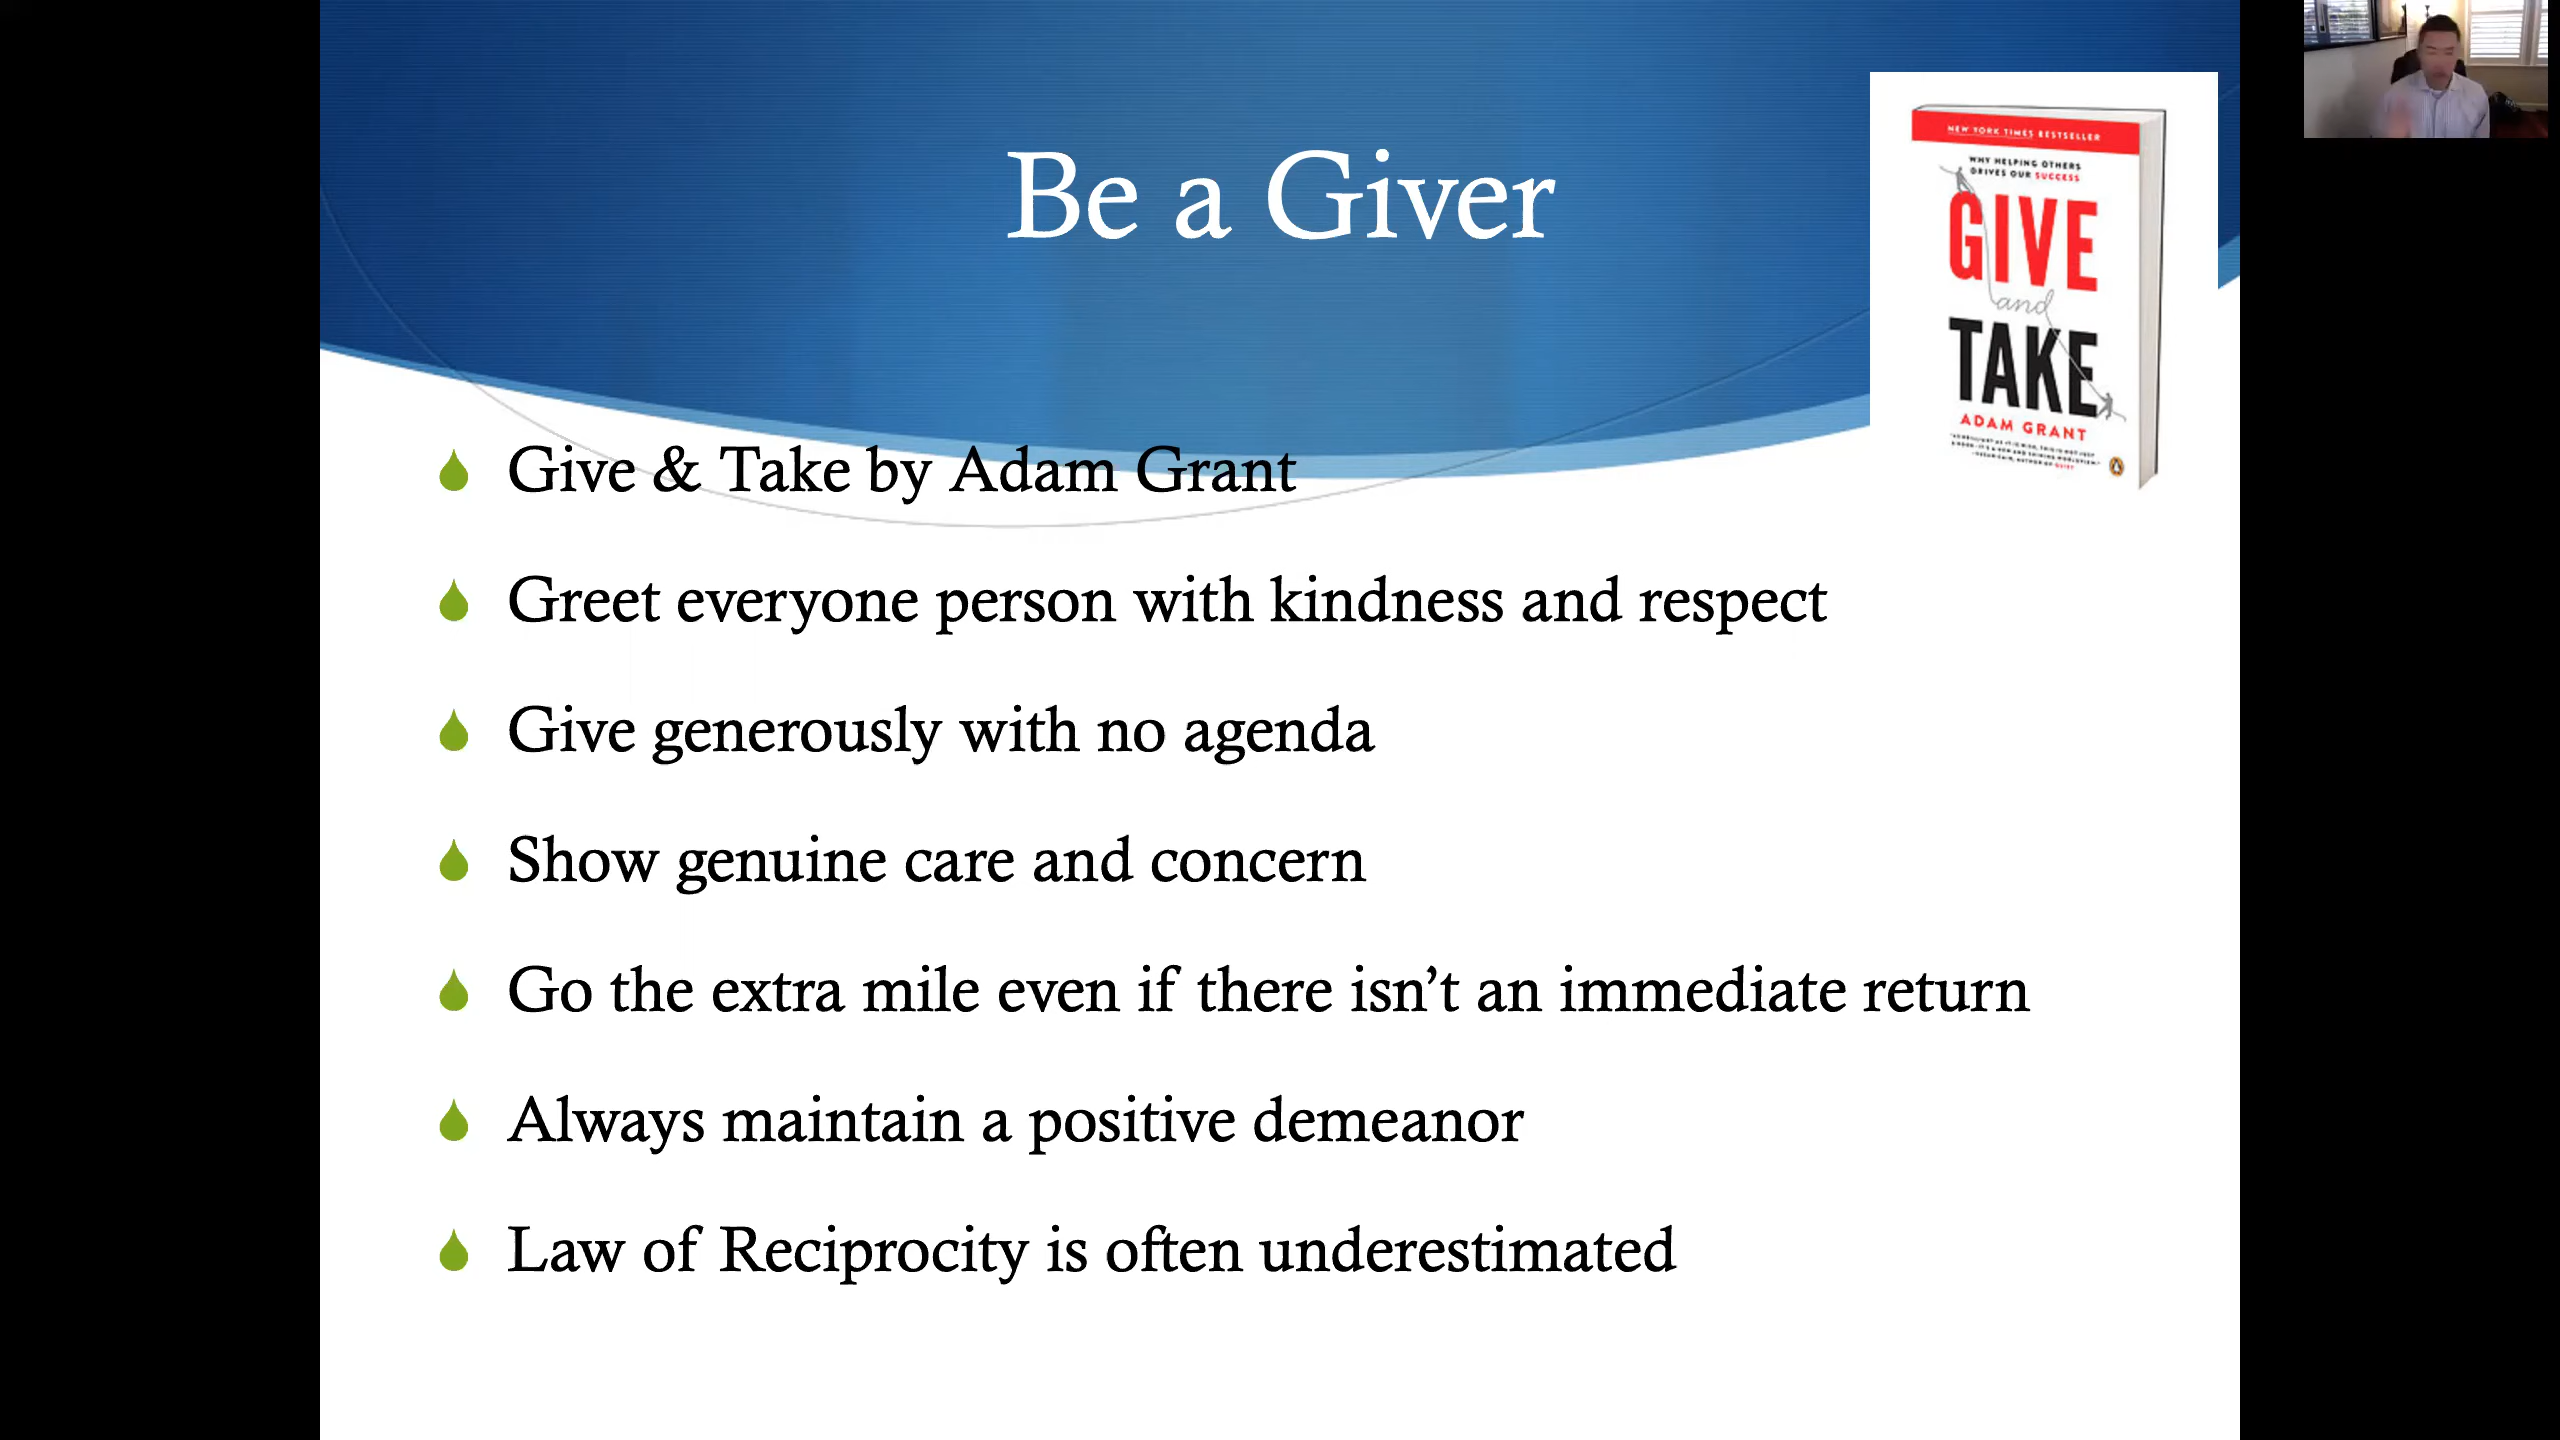 Be a Giver
NEW YORK TIMES BESTSELLER
WHY HELPING OTHERS
DRIVES OUR SUCCESS
GIVE
and
TAKE
ADAM GRANT
Give & Take by Adam Grant
Greet everyone person with kindness and respect
Give generously with no agenda
Show genuine care and concern
Go the extra mile even if there isn’t an immediate return
Always maintain a positive demeanor
Law of Reciprocity is often underestimated